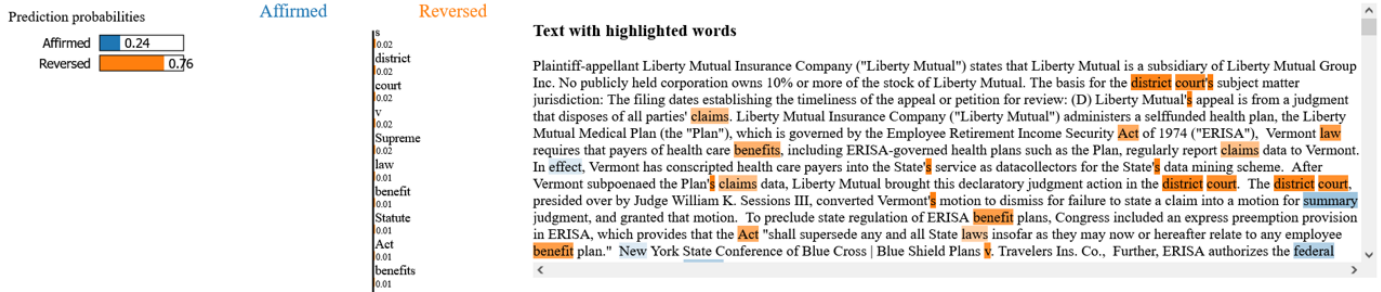 Prediction probabilities
Affirmed 0.24
Reversed 0.76
Affirmed Reversed
s
0.02
district
0.02
court
0.02
v
0.02
Supreme
0.02
law
0.01
benefit
0.01
Statute
0.01
Act
0.01
benefits
0.01
Text with highlighted words
Plaintiff-appellant Liberty Mutual Insurance Company ("Liberty Mutual") states that Liberty Mutual is a subsidiary of Liberty Mutual Group
Inc. No publicly held corporation owns 10% or more of the stock of Liberty Mutual. The basis for the district court's subject matter
jurisdiction: The filing dates establishing the timeliness of the appeal or petition for review: (D) Liberty Mutual's appeal is from a judgment
that disposes of all parties' claims. Liberty Mutual Insurance Company ("Liberty Mutual") administers a selffunded health plan, the Liberty
Mutual Medical Plan (the "Plan"), which is governed by the Employee Retirement Income Security Act of 1974 ("ERISA"), Vermont law
requires that payers of health care benefits, including ERISA-governed health plans such as the Plan, regularly report claims data to Vermont.
In effect, Vermont has conscripted health care payers into the State's service as datacollectors for the State's data mining scheme. After
Vermont subpoenaed the Plan's claims data, Liberty Mutual brought this declaratory judgment action in the district court. The district court,
presided over by Judge William K. Sessions III, converted Vermont's motion to dismiss for failure to state a claim into a motion for summary
judgment, and granted that motion. To preclude state regulation of ERISA benefit plans, Congress included an express preemption provision
in ERISA, which provides that the Act "shall supersede any and all State laws insofar as they may now or hereafter relate to any employee
benefit plan." New York State Conference of Blue Cross | Blue Shield Plans v. Travelers Ins. Co., Further, ERISA authorizes the federal